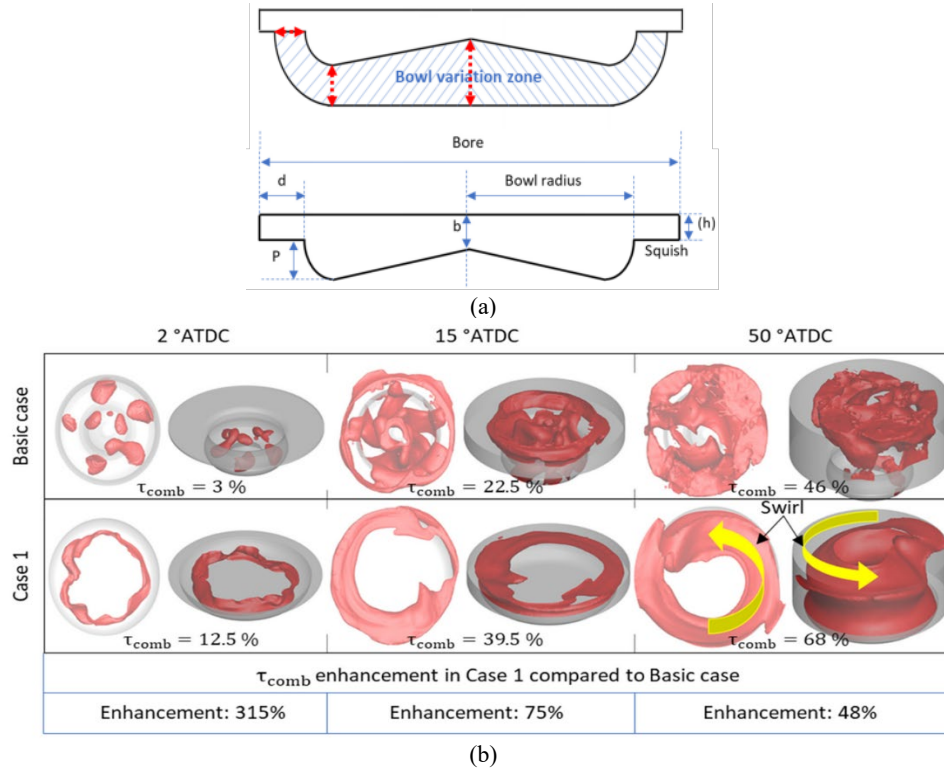 Bowl variation zone
Bore
d
Bowl radius
b
(h)
P
Squish
(a)
2 °ATDC 15 °ATDC 50 °ATDC
Basic case
τcomb = 3 % τcomb = 22.5 % τcomb = 46 %
Swirl
Case 1
τcomb = 12.5 % τcomb = 39.5 % τcomb = 68 %
τcomb enhancement in Case 1 compared to Basic case
Enhancement: 315% Enhancement: 75% Enhancement: 48%
(b)